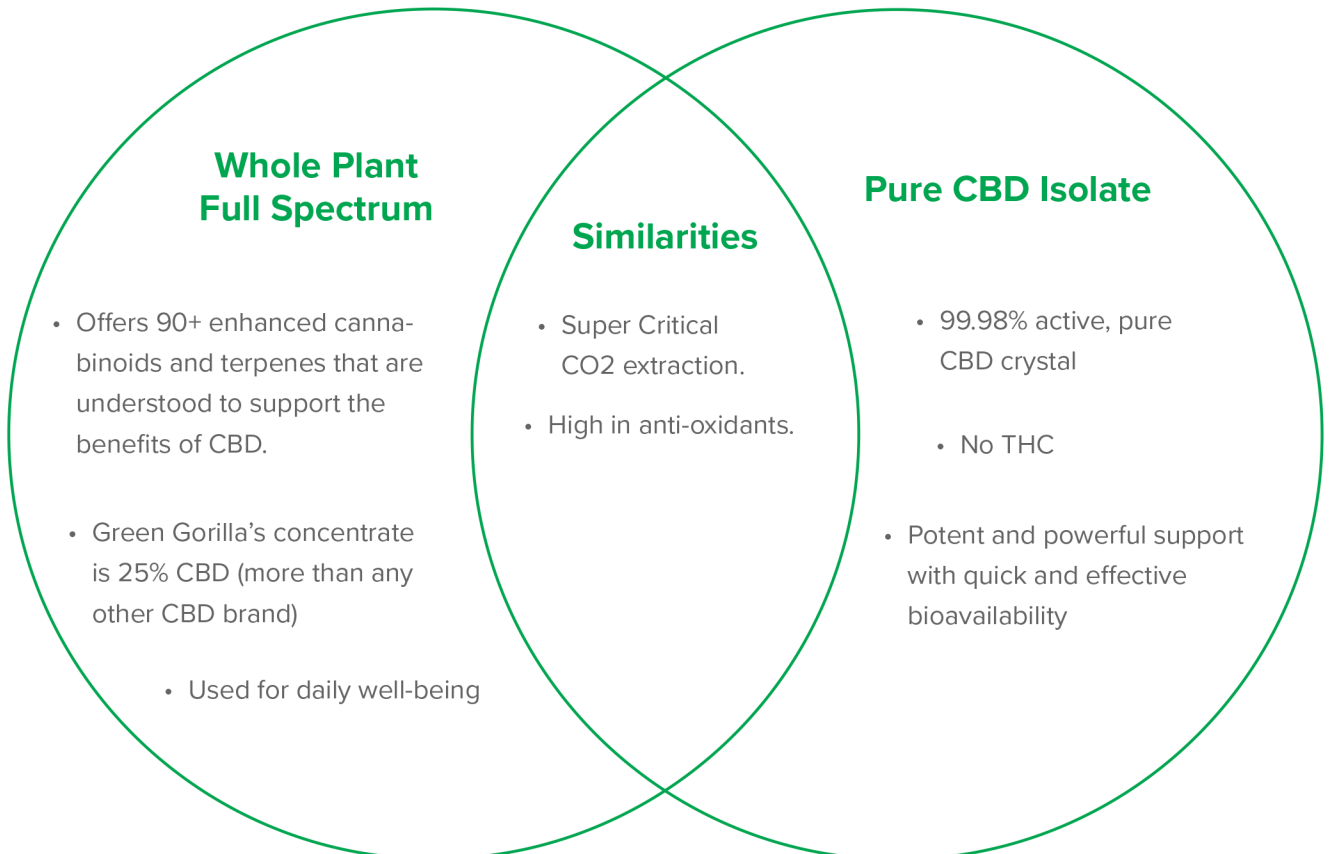 Whole Plant
Full Spectrum
• Offers 90+ enhanced canna-
binoids and terpenes that are
understood to support the
benefits of CBD.
• Green Gorilla’s concentrate
is 25% CBD (more than any
other CBD brand)
• Used for daily well-being
Similarities
• Super Critical
CO2 extraction.
• High in anti-oxidants.
Pure CBD Isolate
• 99.98% active, pure
CBD crystal
• No THC
• Potent and powerful support
with quick and effective
bioavailability